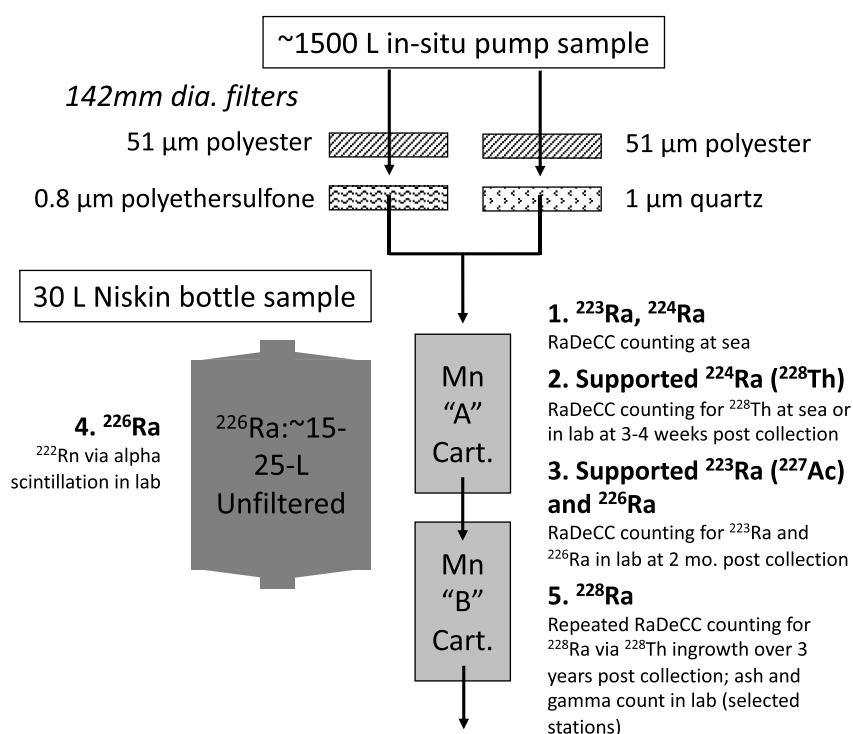 ~1500 L in-situ pump sample
142mm dia. filters
51 µm polyester
51 µm polyester
0.8 µm polyethersulfone
1 µm quartz
30 L Niskin bottle sample
4. ²²⁶Ra
²²²Rn via alpha
scintillation in lab
²²⁶Ra:~15-
25-L
Unfiltered
Mn
“A”
Cart.
Mn
“B”
Cart.
1. ²²³Ra, ²²⁴Ra
RaDeCC counting at sea
2. Supported ²²⁴Ra (²²⁸Th)
RaDeCC counting for ²²⁸Th at sea or
in lab at 3-4 weeks post collection
3. Supported ²²³Ra (²²⁷Ac)
and ²²⁶Ra
RaDeCC counting for ²²³Ra and
²²⁶Ra in lab at 2 mo. post collection
5. ²²⁸Ra
Repeated RaDeCC counting for
²²⁸Ra via ²²⁸Th ingrowth over 3
years post collection; ash and
gamma count in lab (selected
stations)